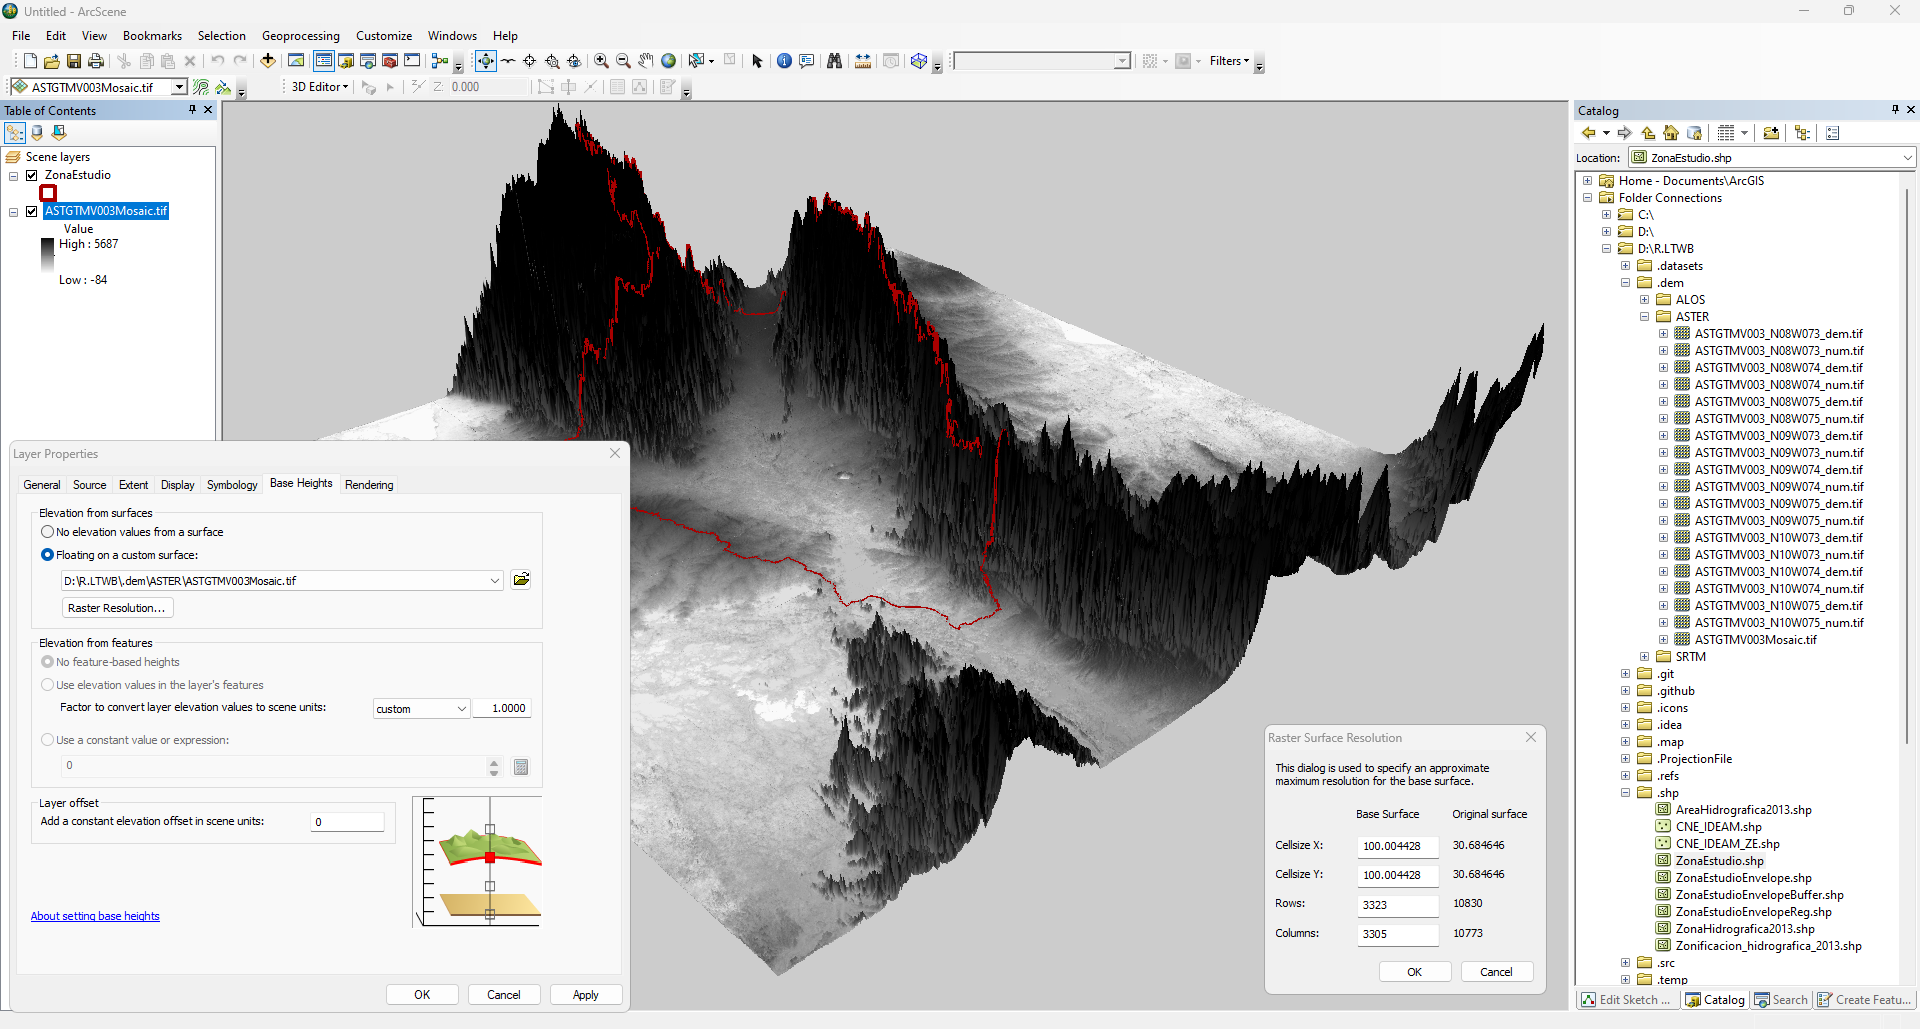 Untitled - ArcScene
File Edit View Bookmarks Selection Geoprocessing Customize Windows Help
Filters
ASTGTMV003Mosaic.tif
3D Editor
Z: 0.000
Table of Contents
Scene layers
ZonaEstudio
ASTGTMV003Mosaic.tif
Value
High : 5687
Low : -84
Layer Properties
General Source Extent Display Symbology Base Heights Rendering
Elevation from surfaces
No elevation values from a surface
Floating on a custom surface:
D:\R.LTWB\.dem\ASTER\ASTGTMV003Mosaic.tif
Raster Resolution...
Elevation from features
No feature-based heights
Use elevation values in the layer's features
Factor to convert layer elevation values to scene units: custom 1.0000
Use a constant value or expression:
0
Layer offset
Add a constant elevation offset in scene units: 0
About setting base heights
OK Cancel Apply
Raster Surface Resolution
This dialog is used to specify an approximate
maximum resolution for the base surface.
Base Surface Original surface
Cellsize X: 100.004428 30.684646
Cellsize Y: 100.004428 30.684646
Rows: 3323 10830
Columns: 3305 10773
OK Cancel
Catalog
Location: ZonaEstudio.shp
Home - Documents\ArcGIS
Folder Connections
C:\
D:\
D:\R.LTWB
.datasets
.dem
ALOS
ASTER
ASTGTMV003_N08W073_dem.tif
ASTGTMV003_N08W073_num.tif
ASTGTMV003_N08W074_dem.tif
ASTGTMV003_N08W074_num.tif
ASTGTMV003_N08W075_dem.tif
ASTGTMV003_N08W075_num.tif
ASTGTMV003_N09W073_dem.tif
ASTGTMV003_N09W073_num.tif
ASTGTMV003_N09W074_dem.tif
ASTGTMV003_N09W074_num.tif
ASTGTMV003_N09W075_dem.tif
ASTGTMV003_N09W075_num.tif
ASTGTMV003_N10W073_dem.tif
ASTGTMV003_N10W073_num.tif
ASTGTMV003_N10W074_dem.tif
ASTGTMV003_N10W074_num.tif
ASTGTMV003_N10W075_dem.tif
ASTGTMV003_N10W075_num.tif
ASTGTMV003Mosaic.tif
SRTM
.git
.github
.icons
.idea
.map
.ProjectionFile
.refs
.shp
AreaHidrografica2013.shp
CNE_IDEAM.shp
CNE_IDEAM_ZE.shp
ZonaEstudio.shp
ZonaEstudioEnvelope.shp
ZonaEstudioEnvelopeBuffer.shp
ZonaEstudioEnvelopeReg.shp
ZonaHidrografica2013.shp
Zonificacion_hidrografica_2013.shp
.src
.temp
Edit Sketch ... Catalog Search Create Featu...